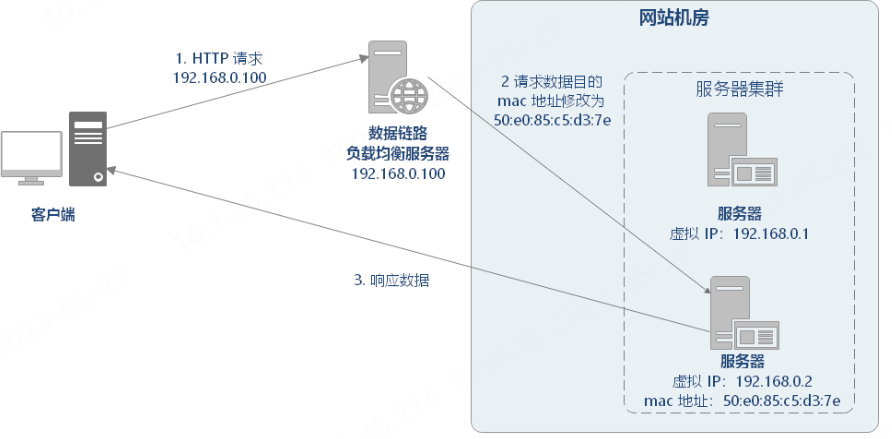 网站机房
1. HTTP 请求
192.168.0.100
2 请求数据目的
mac 地址修改为
50:e0:85:c5:d3:7e
服务器集群
数据链路
负载均衡服务器
192.168.0.100
客户端
服务器
虚拟 IP：192.168.0.1
3. 响应数据
服务器
虚拟 IP：192.168.0.2
mac 地址：50:e0:85:c5:d3:7e
2023-06-29